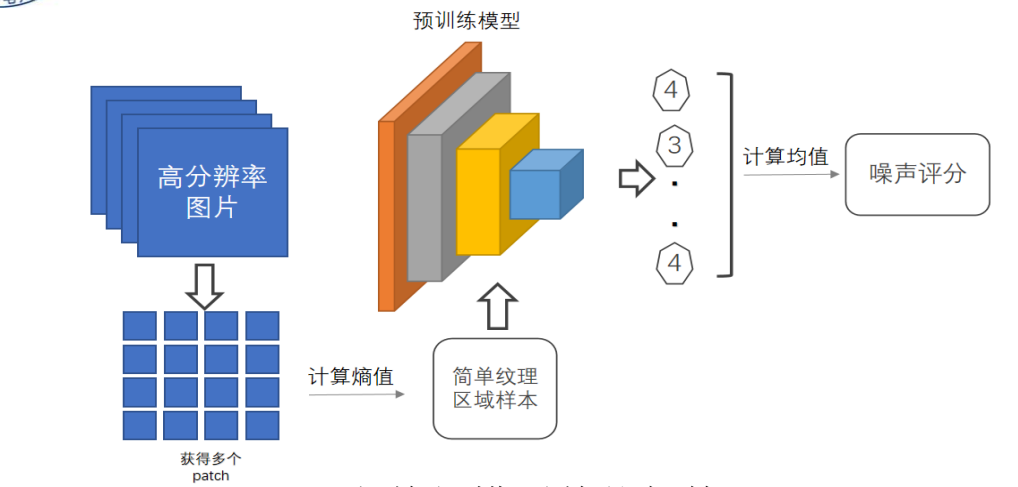 预训练模型
高分辨率
图片
4
3
4
计算均值
噪声评分
计算熵值
简单纹理
区域样本
获得多个
patch